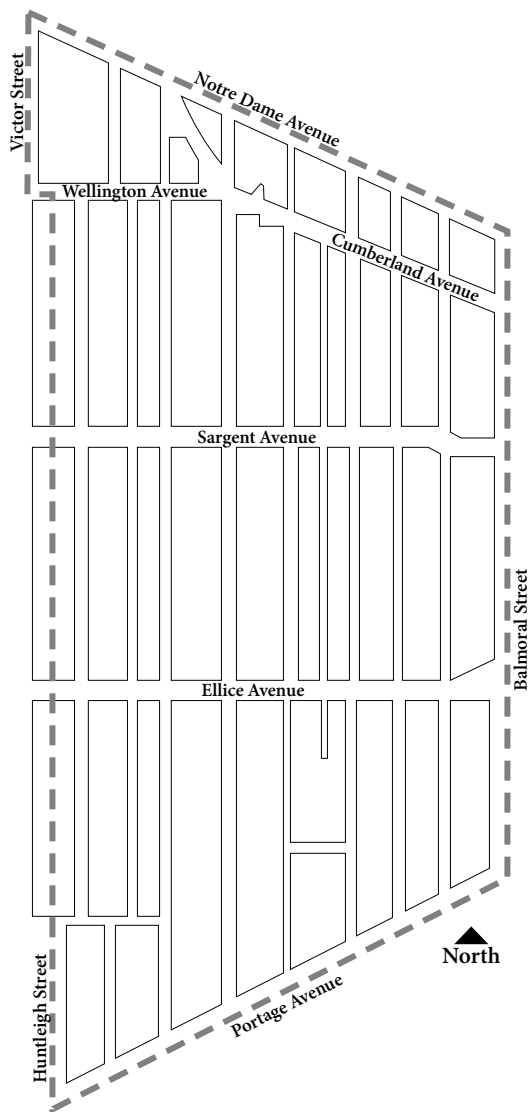 Victor Street
Notre Dame Avenue
Wellington Avenue
Cumberland Avenue
Sargent Avenue
Balmoral Street
Ellice Avenue
North
Huntleigh Street
Portage Avenue